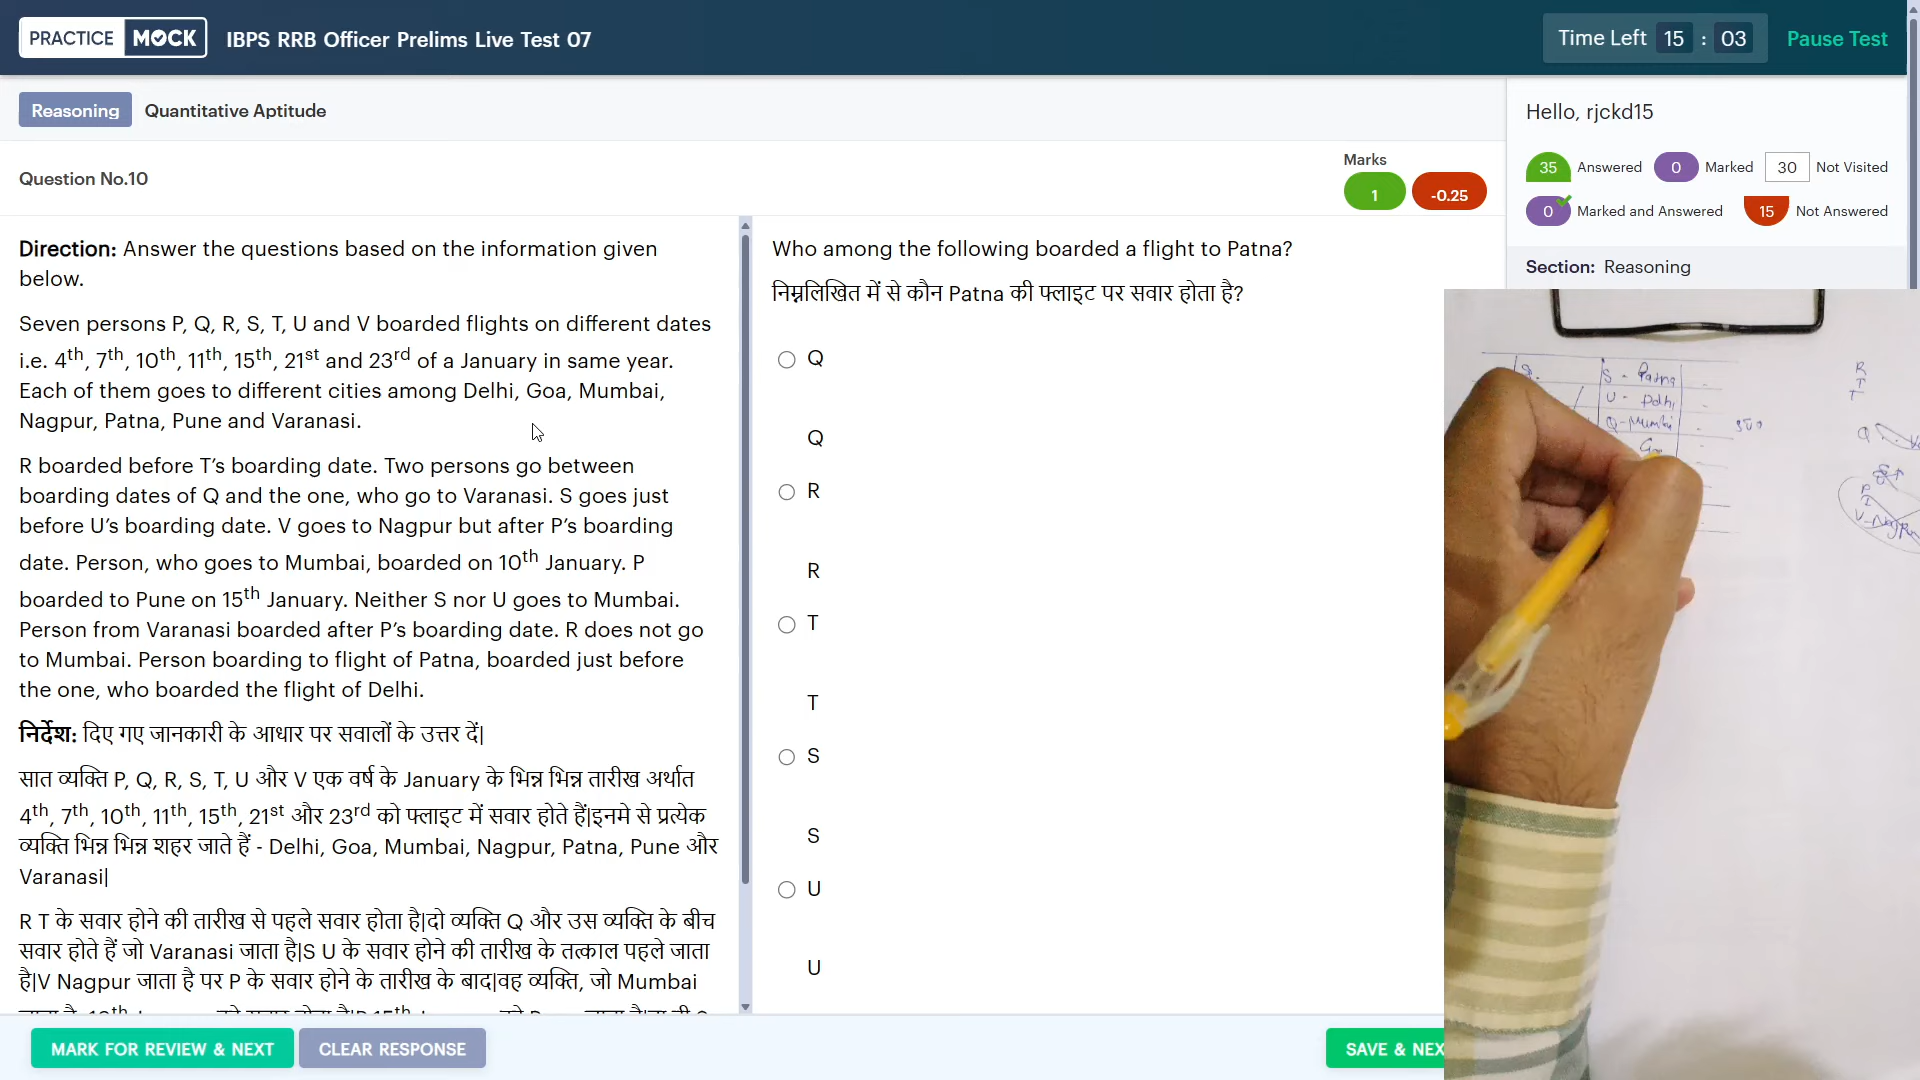 PRACTICE MOCK IBPS RRB Officer Prelims Live Test 07
Time Left 15 : 03 Pause Test
Reasoning Quantitative Aptitude
Hello, rjckd15
35 Answered 0 Marked 30 Not Visited
0 Marked and Answered 15 Not Answered
Section: Reasoning
Question No.10
Marks
1 -0.25
Direction: Answer the questions based on the information given
below.
Seven persons P, Q, R, S, T, U and V boarded flights on different dates
i.e. 4th, 7th, 10th, 11th, 15th, 21st and 23rd of a January in same year.
Each of them goes to different cities among Delhi, Goa, Mumbai,
Nagpur, Patna, Pune and Varanasi.
R boarded before T's boarding date. Two persons go between
boarding dates of Q and the one, who go to Varanasi. S goes just
before U's boarding date. V goes to Nagpur but after P's boarding
date. Person, who goes to Mumbai, boarded on 10th January. P
boarded to Pune on 15th January. Neither S nor U goes to Mumbai.
Person from Varanasi boarded after P's boarding date. R does not go
to Mumbai. Person boarding to flight of Patna, boarded just before
the one, who boarded the flight of Delhi.
निर्देश: दिए गए जानकारी के आधार पर सवालों के उत्तर दें|
सात व्यक्ति P, Q, R, S, T, U और V एक वर्ष के January के भिन्न भिन्न तारीख अर्थात
4th, 7th, 10th, 11th, 15th, 21st और 23rd को फ्लाइट में सवार होते हैं|इनमे से प्रत्येक
व्यक्ति भिन्न भिन्न शहर जाते हैं - Delhi, Goa, Mumbai, Nagpur, Patna, Pune और
Varanasi|
R T के सवार होने की तारीख से पहले सवार होता है|दो व्यक्ति Q और उस व्यक्ति के बीच
सवार होते हैं जो Varanasi जाता है|S U के सवार होने की तारीख के तत्काल पहले जाता
है|V Nagpur जाता है पर P के सवार होने के तारीख के बाद|वह व्यक्ति, जो Mumbai
Who among the following boarded a flight to Patna?
निम्नलिखित में से कौन Patna की फ्लाइट पर सवार होता है?
Q
Q
R
R
T
T
S
S
U
U
S - Patna
U - Delhi
Q - Mumbai
MARK FOR REVIEW & NEXT CLEAR RESPONSE SAVE & NEX